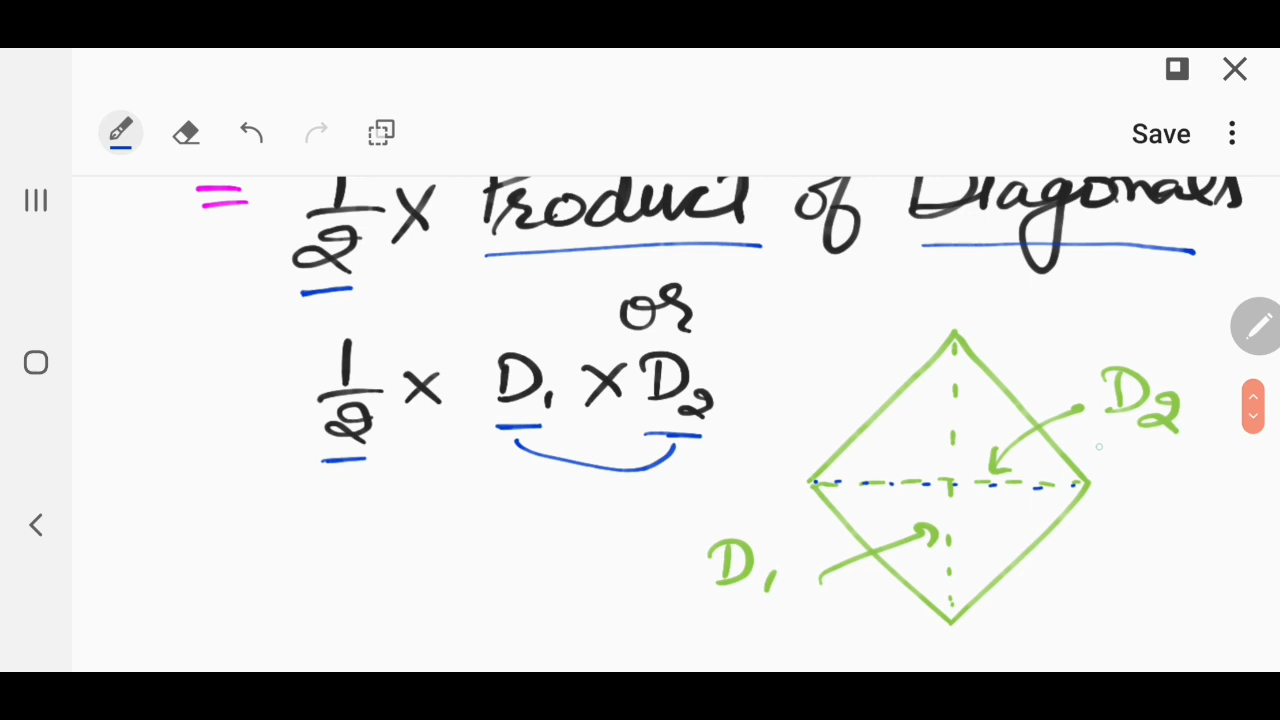 Save
= 1/2 X Product of Diagonals
or
1/2 × D₁ × D₂
D₂
D₁